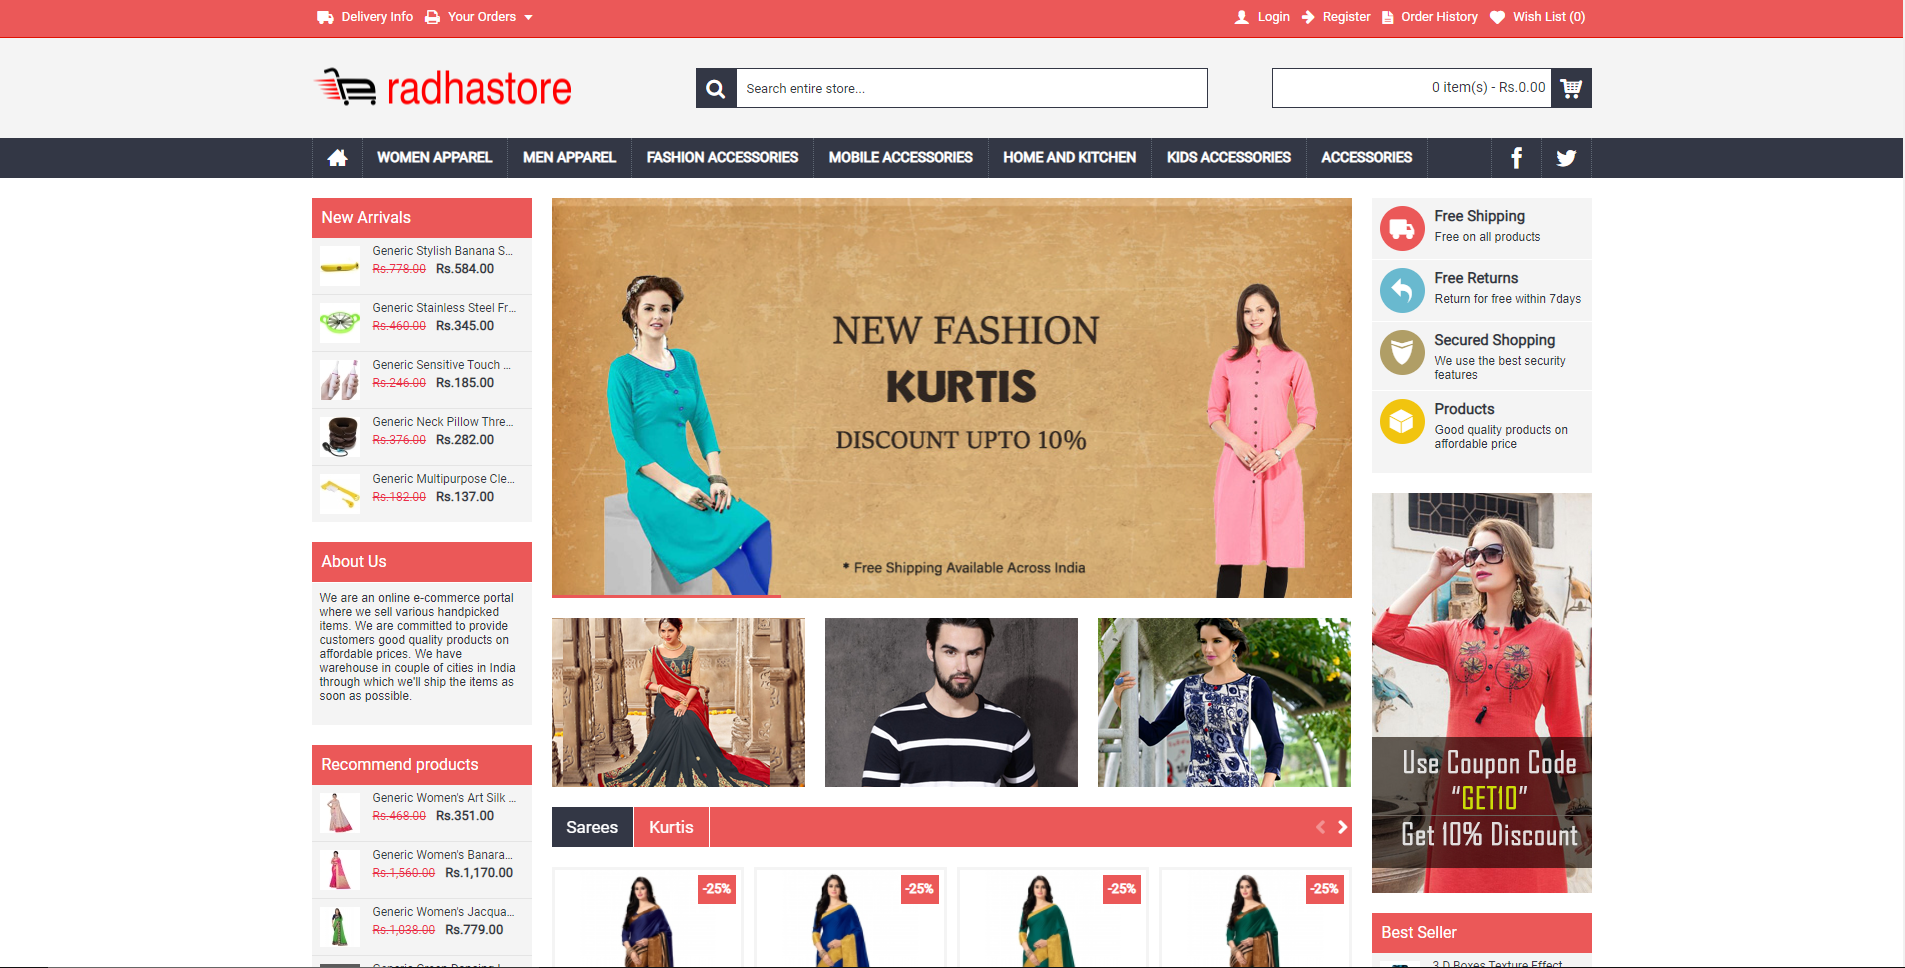 Delivery Info
Your Orders
Login
Register
Order History
Wish List (0)
radhastore
Search entire store...
0 item(s) - Rs.0.00
WOMEN APPAREL
MEN APPAREL
FASHION ACCESSORIES
MOBILE ACCESSORIES
HOME AND KITCHEN
KIDS ACCESSORIES
ACCESSORIES
New Arrivals
Generic Stylish Banana S...
Rs.778.00 Rs.584.00
Generic Stainless Steel Fr...
Rs.460.00 Rs.345.00
Generic Sensitive Touch ...
Rs.246.00 Rs.185.00
Generic Neck Pillow Thre...
Rs.376.00 Rs.282.00
Generic Multipurpose Cle...
Rs.182.00 Rs.137.00
About Us
We are an online e-commerce portal
where we sell various handpicked
items. We are committed to provide
customers good quality products on
affordable prices. We have
warehouse in couple of cities in India
through which we'll ship the items as
soon as possible.
Recommend products
Generic Women's Art Silk ...
Rs.468.00 Rs.351.00
Generic Women's Banara...
Rs.1,560.00 Rs.1,170.00
Generic Women's Jacqua...
Rs.1,038.00 Rs.779.00
NEW FASHION
KURTIS
DISCOUNT UPTO 10%
* Free Shipping Available Across India
Sarees
Kurtis
-25%
-25%
-25%
-25%
Free Shipping
Free on all products
Free Returns
Return for free within 7days
Secured Shopping
We use the best security
features
Products
Good quality products on
affordable price
Use Coupon Code
“GET10”
Get 10% Discount
Best Seller
3 D Boxes Texture Effect